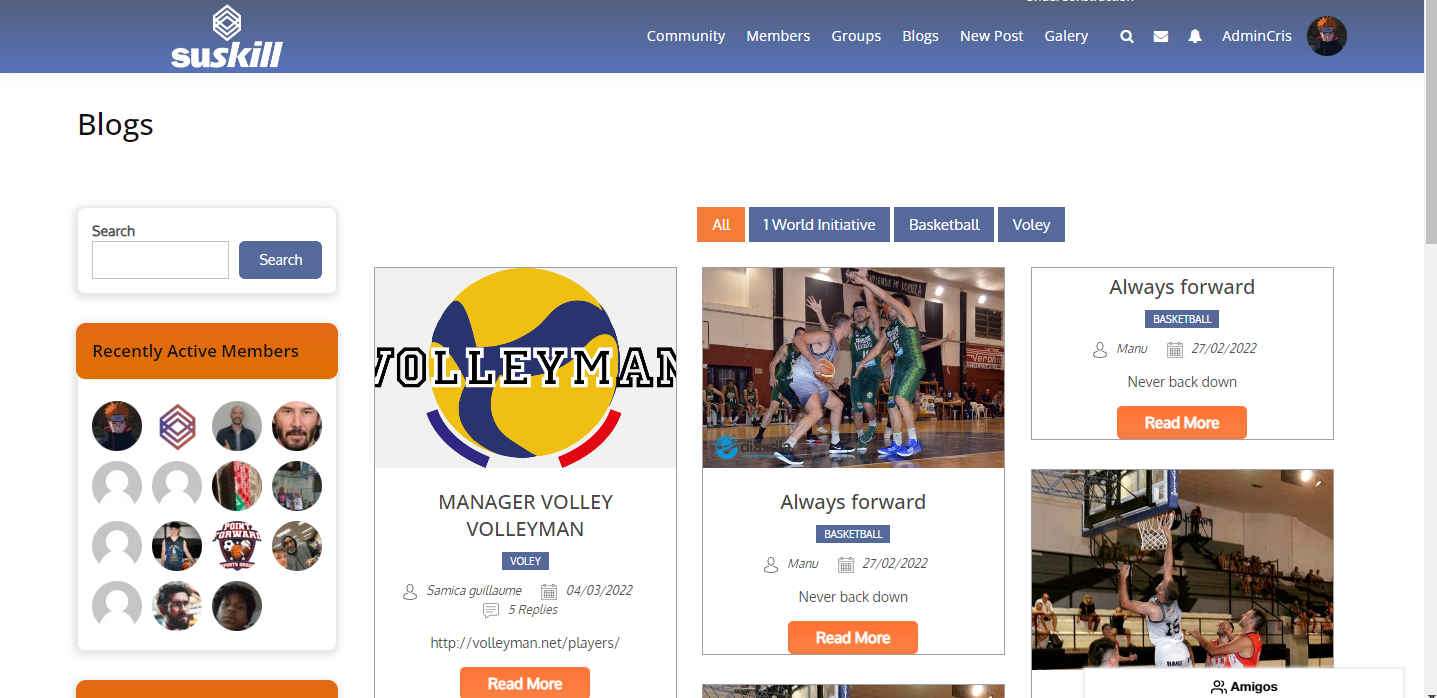 suskill
Community
Members
Groups
Blogs
New Post
Galery
AdminCris
Blogs
Search
Search
Recently Active Members
All
1 World Initiative
Basketball
Voley
VOLLEYMAN
MANAGER VOLLEY
VOLLEYMAN
VOLEY
Samica guillaume
04/03/2022
5 Replies
http://volleyman.net/players/
Read More
Always forward
BASKETBALL
Manu
27/02/2022
Never back down
Read More
Always forward
BASKETBALL
Manu
27/02/2022
Never back down
Read More
POINT
FORWARD
Amigos